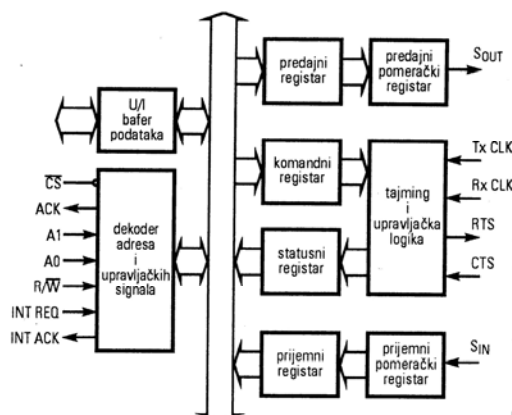 predajni
registar
predajni
pomerački
registar
SOUT
U/I
bafer
podataka
komandni
registar
tajming
i
upravljačka
logika
Tx CLK
Rx CLK
RTS
CTS
CS
ACK
A1
A0
R/W
INT REQ
INT ACK
dekoder
adresa
i
upravljačkih
signala
statusni
registar
prijemni
registar
prijemni
pomerački
registar
SIN